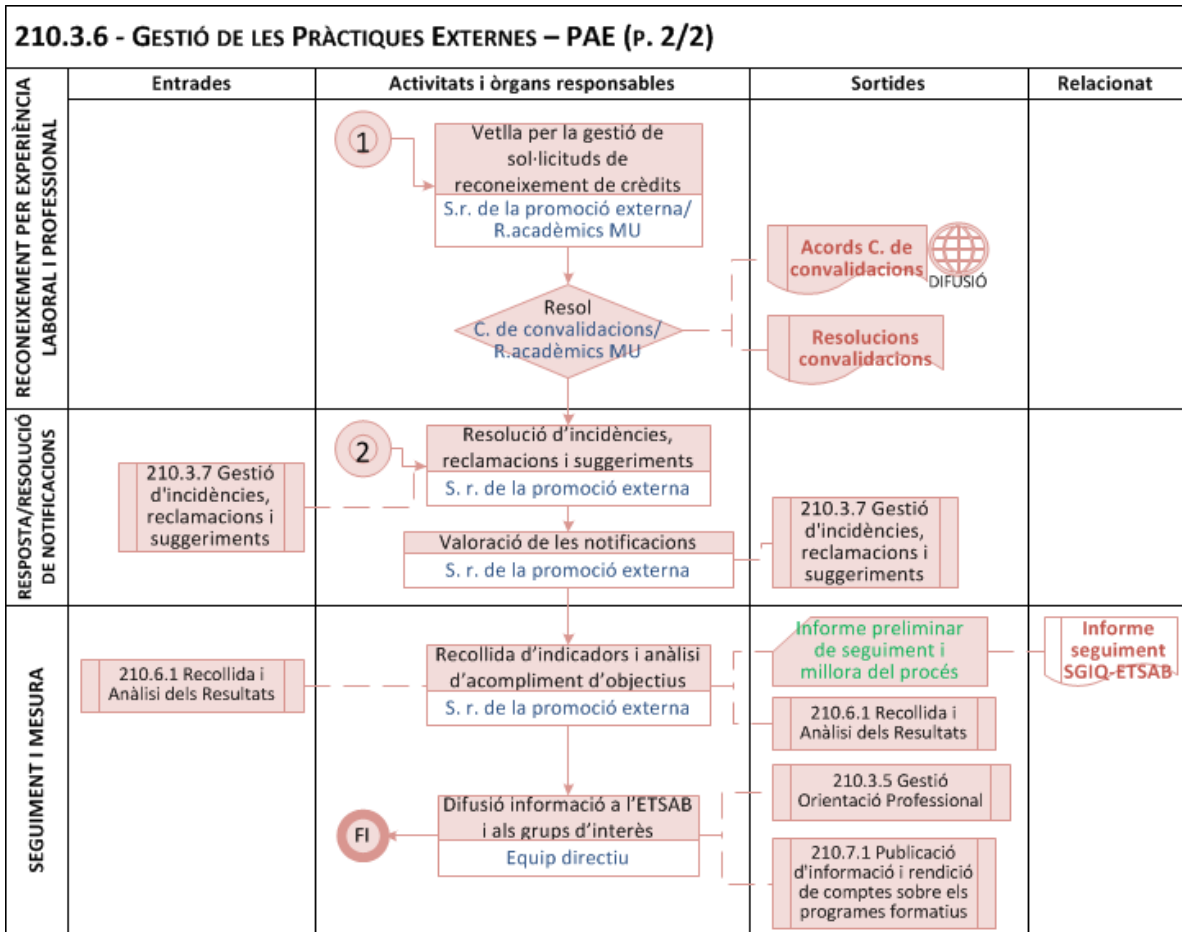 210.3.6 - GESTIÓ DE LES PRÀCTIQUES EXTERNES – PAE (P. 2/2)
Entrades
Activitats i òrgans responsables
Sortides
Relacionat
RECONEIXEMENT PER EXPERIÈNCIA
LABORAL I PROFESSIONAL
1
Vetlla per la gestió de
sol·licituds de
reconeixement de crèdits
S.r. de la promoció externa/
R.acadèmics MU
Resol
C. de convalidacions/
R.acadèmics MU
Acords C. de
convalidacions
DIFUSIÓ
Resolucions
convalidacions
RESPOSTA/RESOLUCIÓ
DE NOTIFICACIONS
210.3.7 Gestió
d'incidències,
reclamacions i
suggeriments
2
Resolució d’incidències,
reclamacions i suggeriments
S. r. de la promoció externa
Valoració de les notificacions
S. r. de la promoció externa
210.3.7 Gestió
d'incidències,
reclamacions i
suggeriments
SEGUIMENT I MESURA
210.6.1 Recollida i
Anàlisi dels Resultats
Recollida d’indicadors i anàlisi
d’acompliment d’objectius
S. r. de la promoció externa
Informe preliminar
de seguiment i
millora del procés
Informe
seguiment
SGIQ-ETSAB
210.6.1 Recollida i
Anàlisi dels Resultats
FI
Difusió informació a l’ETSAB
i als grups d’interès
Equip directiu
210.3.5 Gestió
Orientació Professional
210.7.1 Publicació
d'informació i rendició
de comptes sobre els
programes formatius